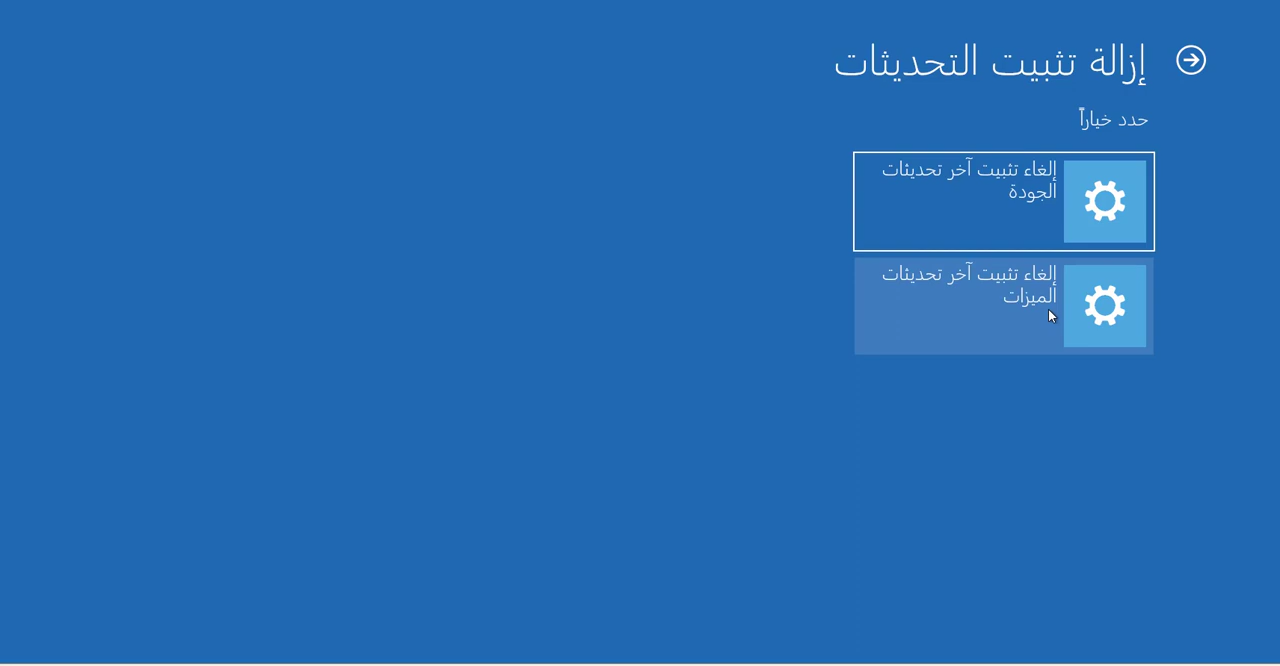 إزالة تثبيت التحديثات
حدد خياراً
إلغاء تثبيت آخر تحديثات
الجودة
إلغاء تثبيت آخر تحديثات
الميزات